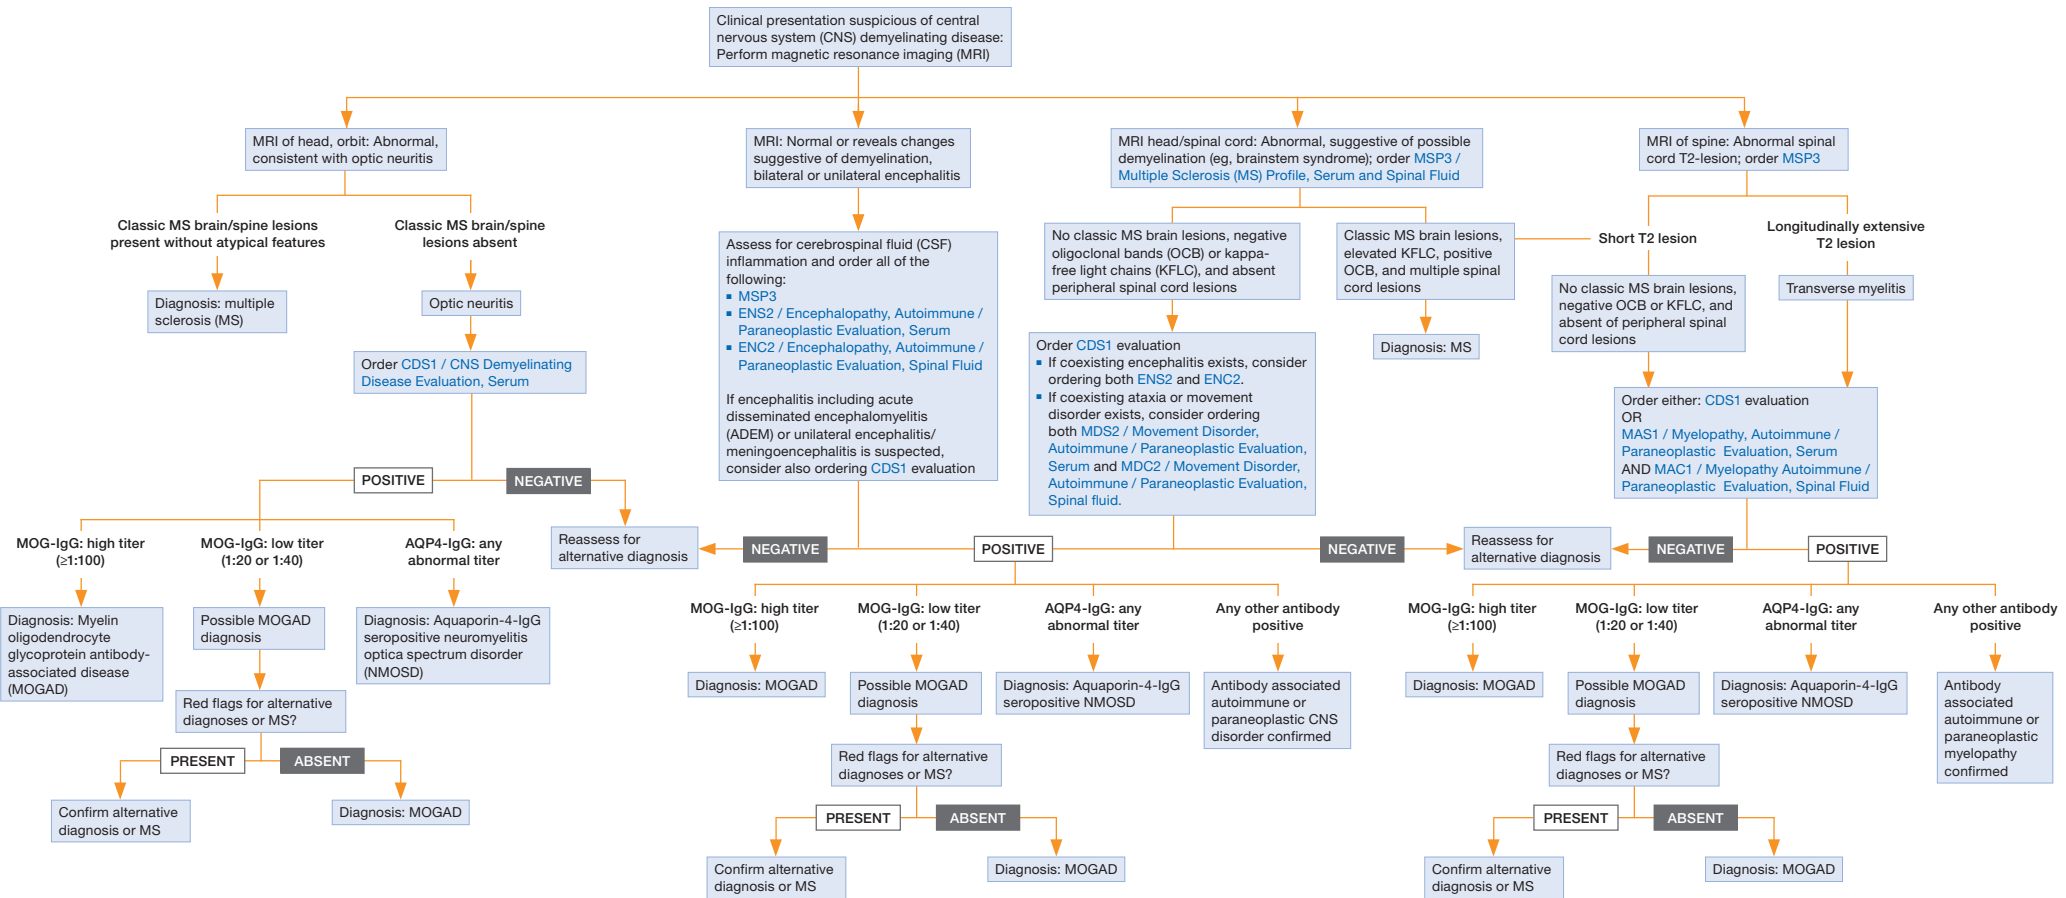 Clinical presentation suspicious of central
nervous system (CNS) demyelinating disease:
Perform magnetic resonance imaging (MRI)
MRI of head, orbit: Abnormal,
consistent with optic neuritis
Classic MS brain/spine lesions
present without atypical features
Diagnosis: multiple
sclerosis (MS)
Classic MS brain/spine
lesions absent
Optic neuritis
Order CDS1 / CNS Demyelinating
Disease Evaluation, Serum
POSITIVE
NEGATIVE
MOG-IgG: high titer
(≥1:100)
Diagnosis: Myelin
oligodendrocyte
glycoprotein antibody-
associated disease
(MOGAD)
MOG-IgG: low titer
(1:20 or 1:40)
Possible MOGAD
diagnosis
Red flags for alternative
diagnoses or MS?
PRESENT
ABSENT
Confirm alternative
diagnosis or MS
Diagnosis: MOGAD
AQP4-IgG: any
abnormal titer
Diagnosis: Aquaporin-4-IgG
seropositive neuromyelitis
optica spectrum disorder
(NMOSD)
Reassess for
alternative diagnosis
MRI: Normal or reveals changes
suggestive of demyelination,
bilateral or unilateral encephalitis
Assess for cerebrospinal fluid (CSF)
inflammation and order all of the
following:
▪ MSP3
▪ ENS2 / Encephalopathy, Autoimmune /
Paraneoplastic Evaluation, Serum
▪ ENC2 / Encephalopathy, Autoimmune /
Paraneoplastic Evaluation, Spinal Fluid
If encephalitis including acute
disseminated encephalomyelitis
(ADEM) or unilateral encephalitis/
meningoencephalitis is suspected,
consider also ordering CDS1 evaluation
MRI head/spinal cord: Abnormal, suggestive of possible
demyelination (eg, brainstem syndrome); order MSP3 /
Multiple Sclerosis (MS) Profile, Serum and Spinal Fluid
No classic MS brain lesions, negative
oligoclonal bands (OCB) or kappa-
free light chains (KFLC), and absent
peripheral spinal cord lesions
Order CDS1 evaluation
▪ If coexisting encephalitis exists, consider
ordering both ENS2 and ENC2.
▪ If coexisting ataxia or movement
disorder exists, consider ordering
both MDS2 / Movement Disorder,
Autoimmune / Paraneoplastic Evaluation,
Serum and MDC2 / Movement Disorder,
Autoimmune / Paraneoplastic Evaluation,
Spinal fluid.
Classic MS brain lesions,
elevated KFLC, positive
OCB, and multiple spinal
cord lesions
Diagnosis: MS
NEGATIVE
POSITIVE
NEGATIVE
MOG-IgG: high titer
(≥1:100)
Diagnosis: MOGAD
MOG-IgG: low titer
(1:20 or 1:40)
Possible MOGAD
diagnosis
Red flags for alternative
diagnoses or MS?
PRESENT
ABSENT
Confirm alternative
diagnosis or MS
Diagnosis: MOGAD
AQP4-IgG: any
abnormal titer
Diagnosis: Aquaporin-4-IgG
seropositive NMOSD
Any other antibody
positive
Antibody associated
autoimmune or
paraneoplastic CNS
disorder confirmed
MRI of spine: Abnormal spinal
cord T2-lesion; order MSP3
Short T2 lesion
No classic MS brain lesions,
negative OCB or KFLC, and
absent of peripheral spinal
cord lesions
Longitudinally extensive
T2 lesion
Transverse myelitis
Order either: CDS1 evaluation
OR
MAS1 / Myelopathy, Autoimmune /
Paraneoplastic Evaluation, Serum
AND MAC1 / Myelopathy Autoimmune /
Paraneoplastic Evaluation, Spinal Fluid
Reassess for
alternative diagnosis
NEGATIVE
POSITIVE
MOG-IgG: high titer
(≥1:100)
Diagnosis: MOGAD
MOG-IgG: low titer
(1:20 or 1:40)
Possible MOGAD
diagnosis
Red flags for alternative
diagnoses or MS?
PRESENT
ABSENT
Confirm alternative
diagnosis or MS
Diagnosis: MOGAD
AQP4-IgG: any
abnormal titer
Diagnosis: Aquaporin-4-IgG
seropositive NMOSD
Any other antibody
positive
Antibody
associated
autoimmune or
paraneoplastic
myelopathy
confirmed